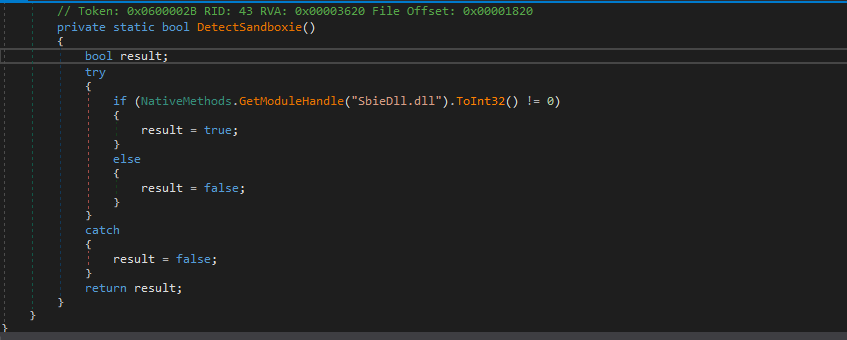 // Token: 0x0600002B RID: 43 RVA: 0x00003620 File Offset: 0x00001820
private static bool DetectSandboxie()
{
bool result;
try
{
if (NativeMethods.GetModuleHandle("SbieDll.dll").ToInt32() != 0)
{
result = true;
}
else
{
result = false;
}
}
catch
{
result = false;
}
return result;
}
}
}